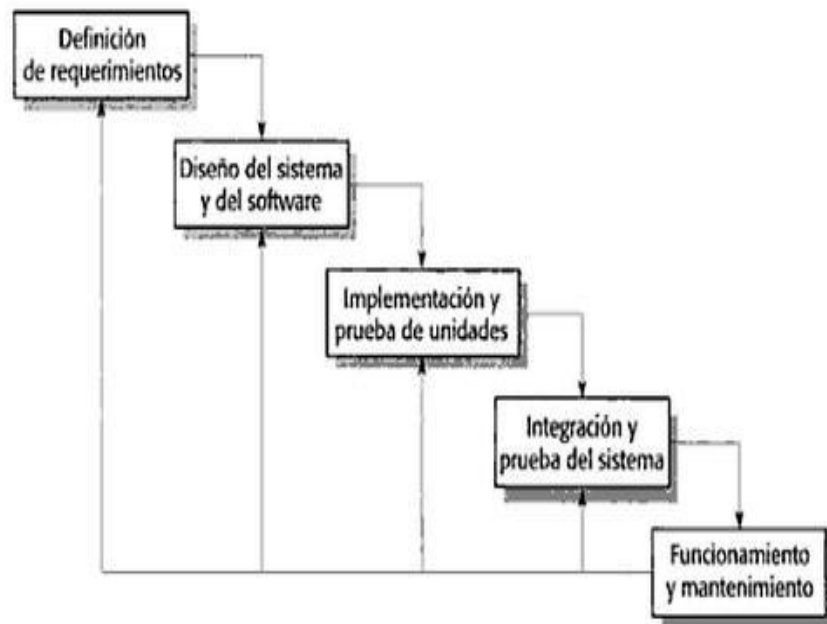 Definición
de requerimientos
Diseño del sistema
y del software
Implementación y
prueba de unidades
Integración y
prueba del sistema
Funcionamiento
y mantenimiento